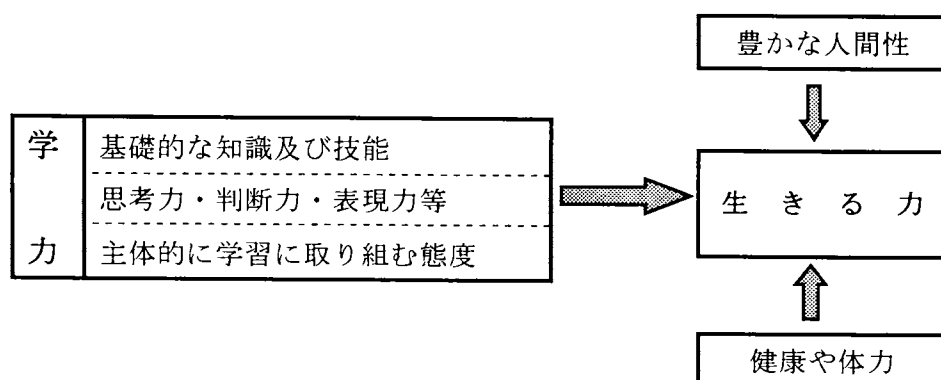 豊かな人間性
学
基礎的な知識及び技能
思考力・判断力・表現力等
生きる力
力
主体的に学習に取り組む態度
健康や体力